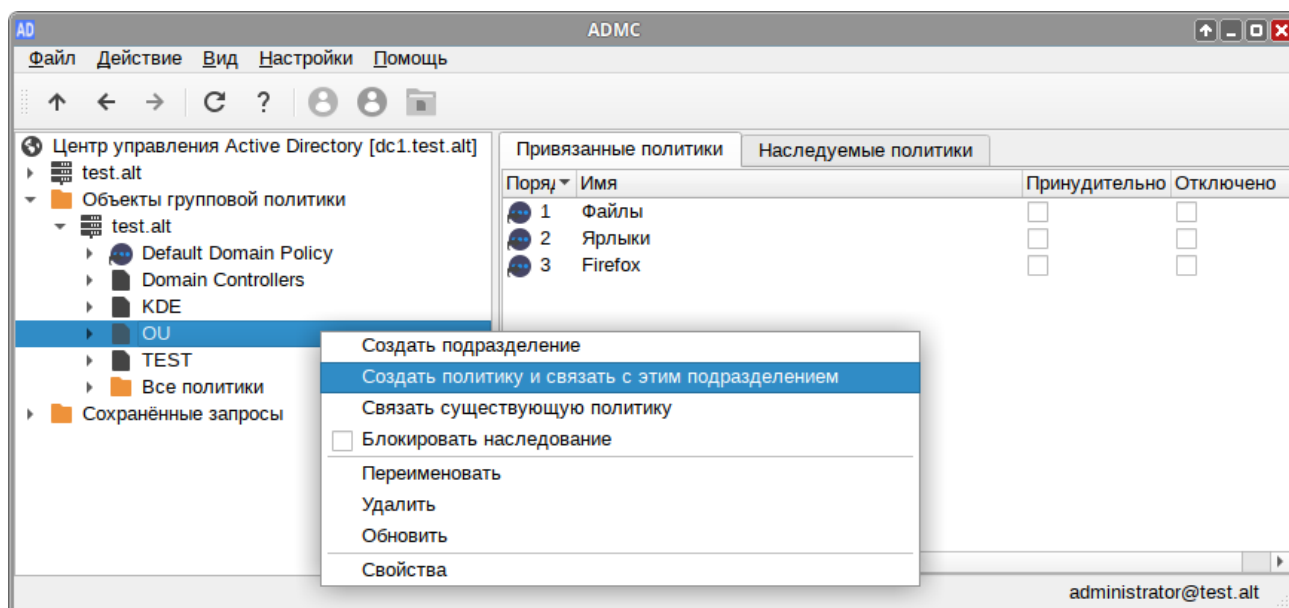 AD ADMC
Файл Действие Вид Настройки Помощь
?
Центр управления Active Directory [dc1.test.alt]
test.alt
Объекты групповой политики
test.alt
Default Domain Policy
Domain Controllers
KDE
OU
TEST
Все политики
Сохранённые запросы
Привязанные политики Наследуемые политики
Поряд Имя Принудительно Отключено
1 Файлы
2 Ярлыки
3 Firefox
Создать подразделение
Создать политику и связать с этим подразделением
Связать существующую политику
Блокировать наследование
Переименовать
Удалить
Обновить
Свойства
administrator@test.alt